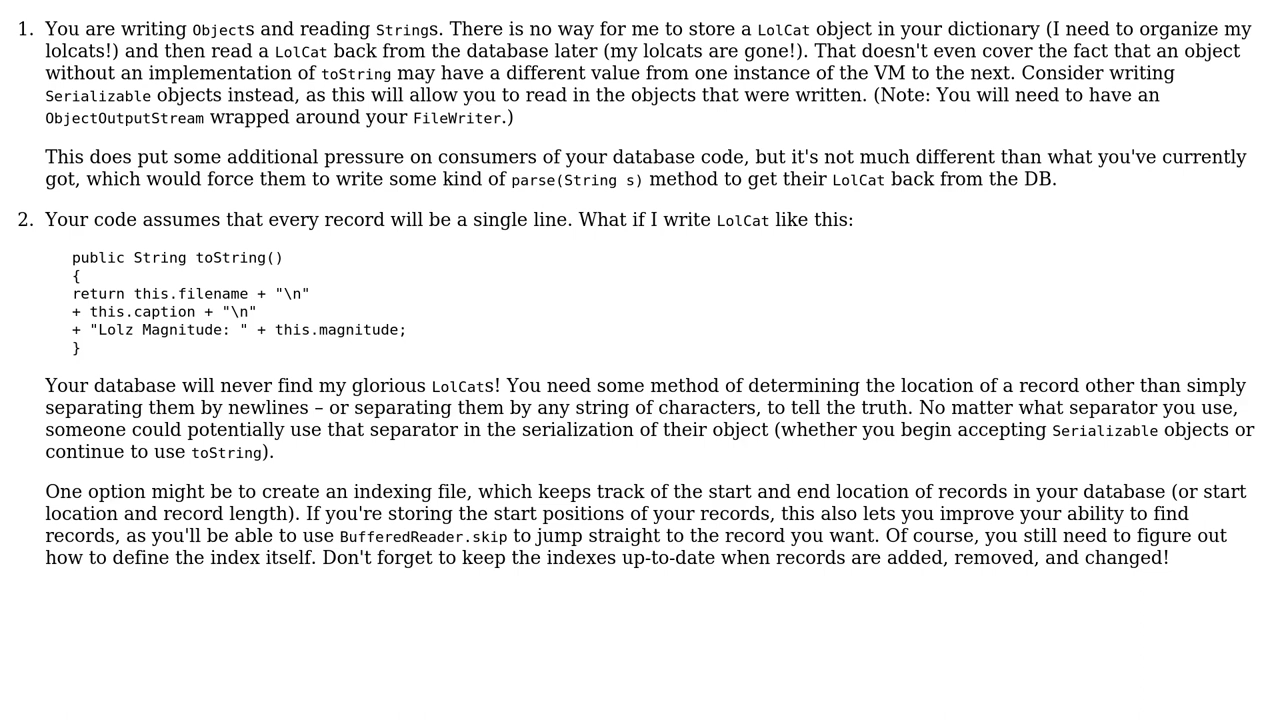 1. You are writing Objects and reading Strings. There is no way for me to store a LolCat object in your dictionary (I need to organize my
lolcats!) and then read a LolCat back from the database later (my lolcats are gone!). That doesn't even cover the fact that an object
without an implementation of toString may have a different value from one instance of the VM to the next. Consider writing
Serializable objects instead, as this will allow you to read in the objects that were written. (Note: You will need to have an
ObjectOutputStream wrapped around your FileWriter.)
This does put some additional pressure on consumers of your database code, but it's not much different than what you've currently
got, which would force them to write some kind of parse(String s) method to get their LolCat back from the DB.
2. Your code assumes that every record will be a single line. What if I write LolCat like this:
public String toString()
{
return this.filename + "\n"
+ this.caption + "\n"
+ "Lolz Magnitude: " + this.magnitude;
}
Your database will never find my glorious LolCats! You need some method of determining the location of a record other than simply
separating them by newlines – or separating them by any string of characters, to tell the truth. No matter what separator you use,
someone could potentially use that separator in the serialization of their object (whether you begin accepting Serializable objects or
continue to use toString).
One option might be to create an indexing file, which keeps track of the start and end location of records in your database (or start
location and record length). If you're storing the start positions of your records, this also lets you improve your ability to find
records, as you'll be able to use BufferedReader.skip to jump straight to the record you want. Of course, you still need to figure out
how to define the index itself. Don't forget to keep the indexes up-to-date when records are added, removed, and changed!